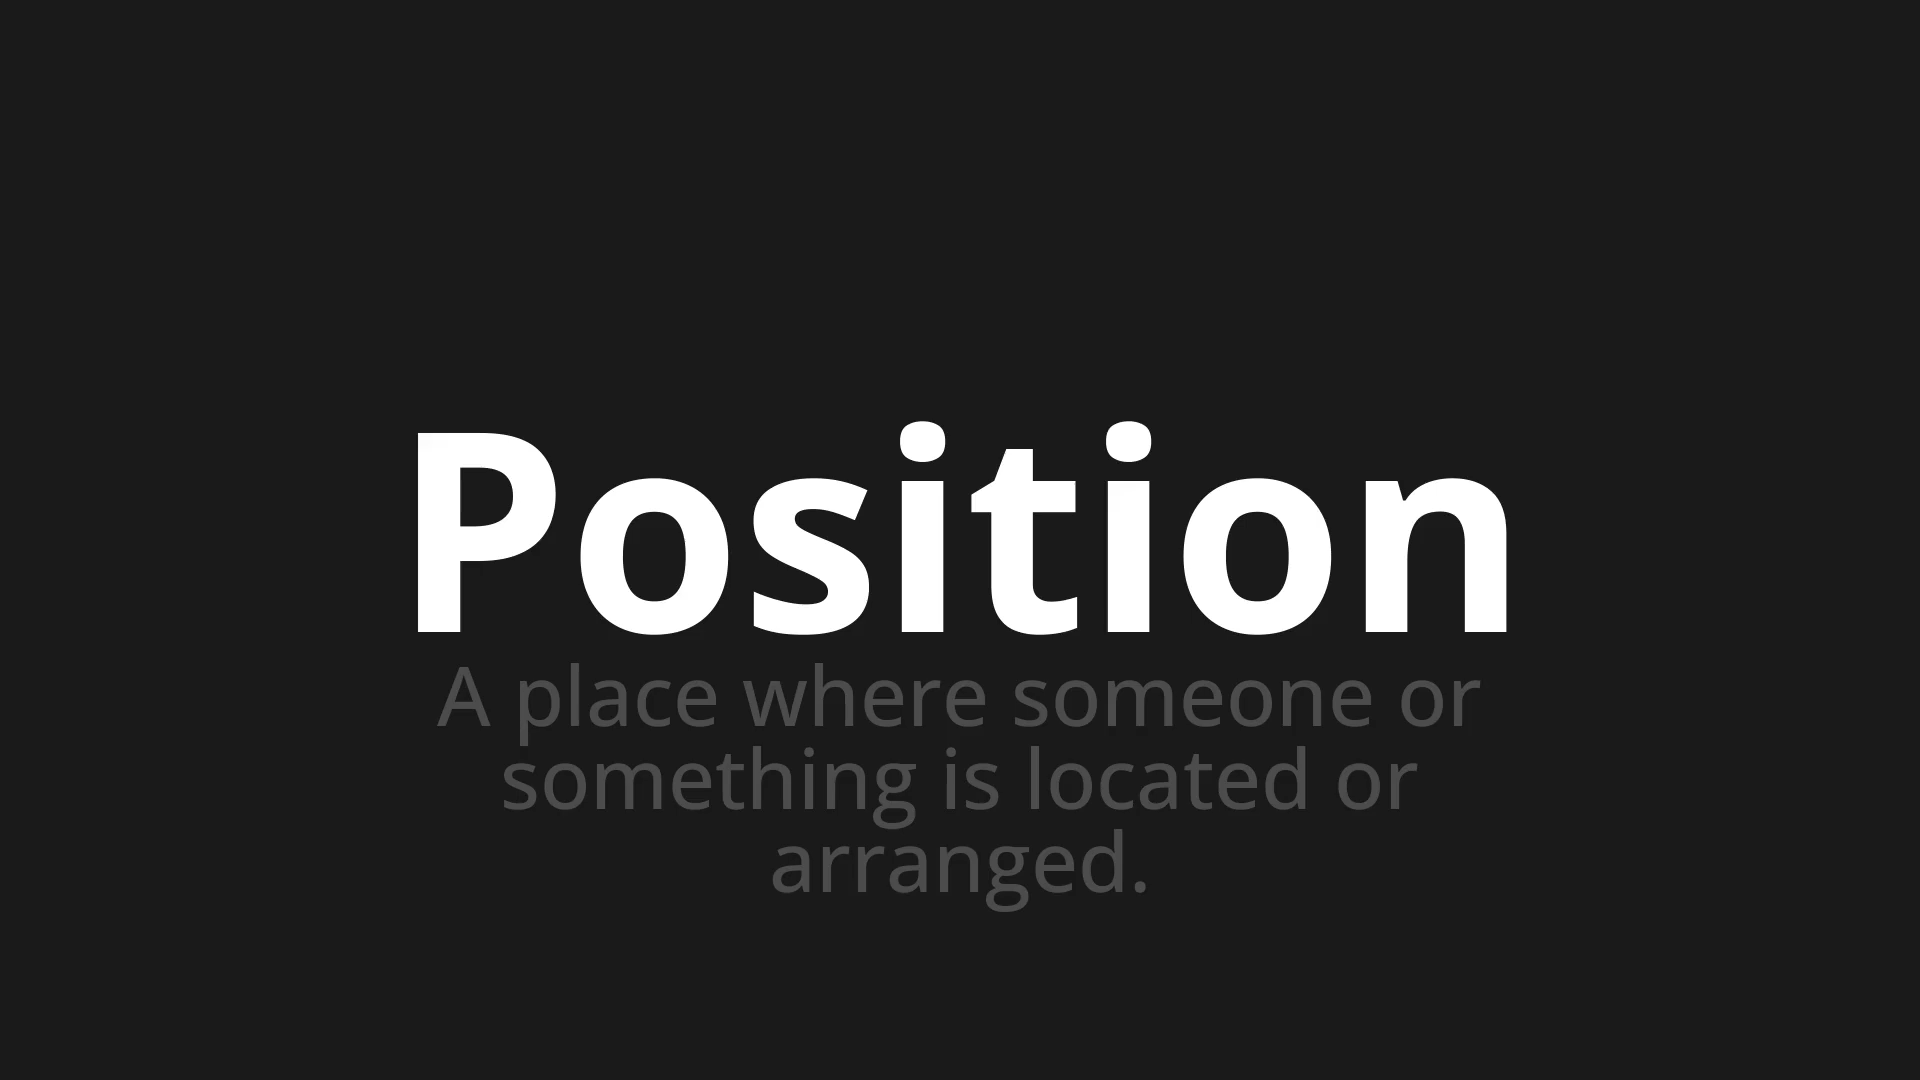 Position
A place where someone or
something is located or
arranged.